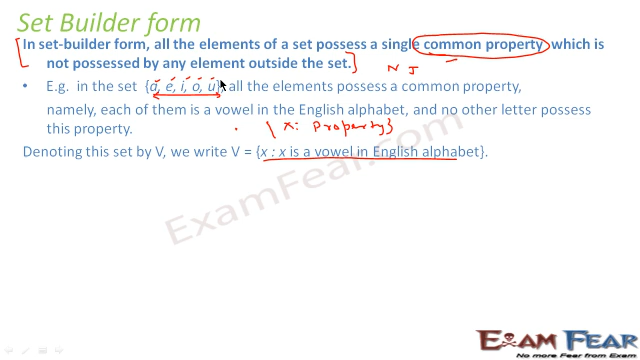 Set Builder form
In set-builder form, all the elements of a set possess a single common property which is
not possessed by any element outside the set.
N I
• E.g. in the set {a, e, i, o, u}, all the elements possess a common property,
namely, each of them is a vowel in the English alphabet, and no other letter possess
this property.
{ x: Property}
Denoting this set by V, we write V = {x : x is a vowel in English alphabet}.
ExamFear.com
EXAM FEAR
No more Fear from Exam